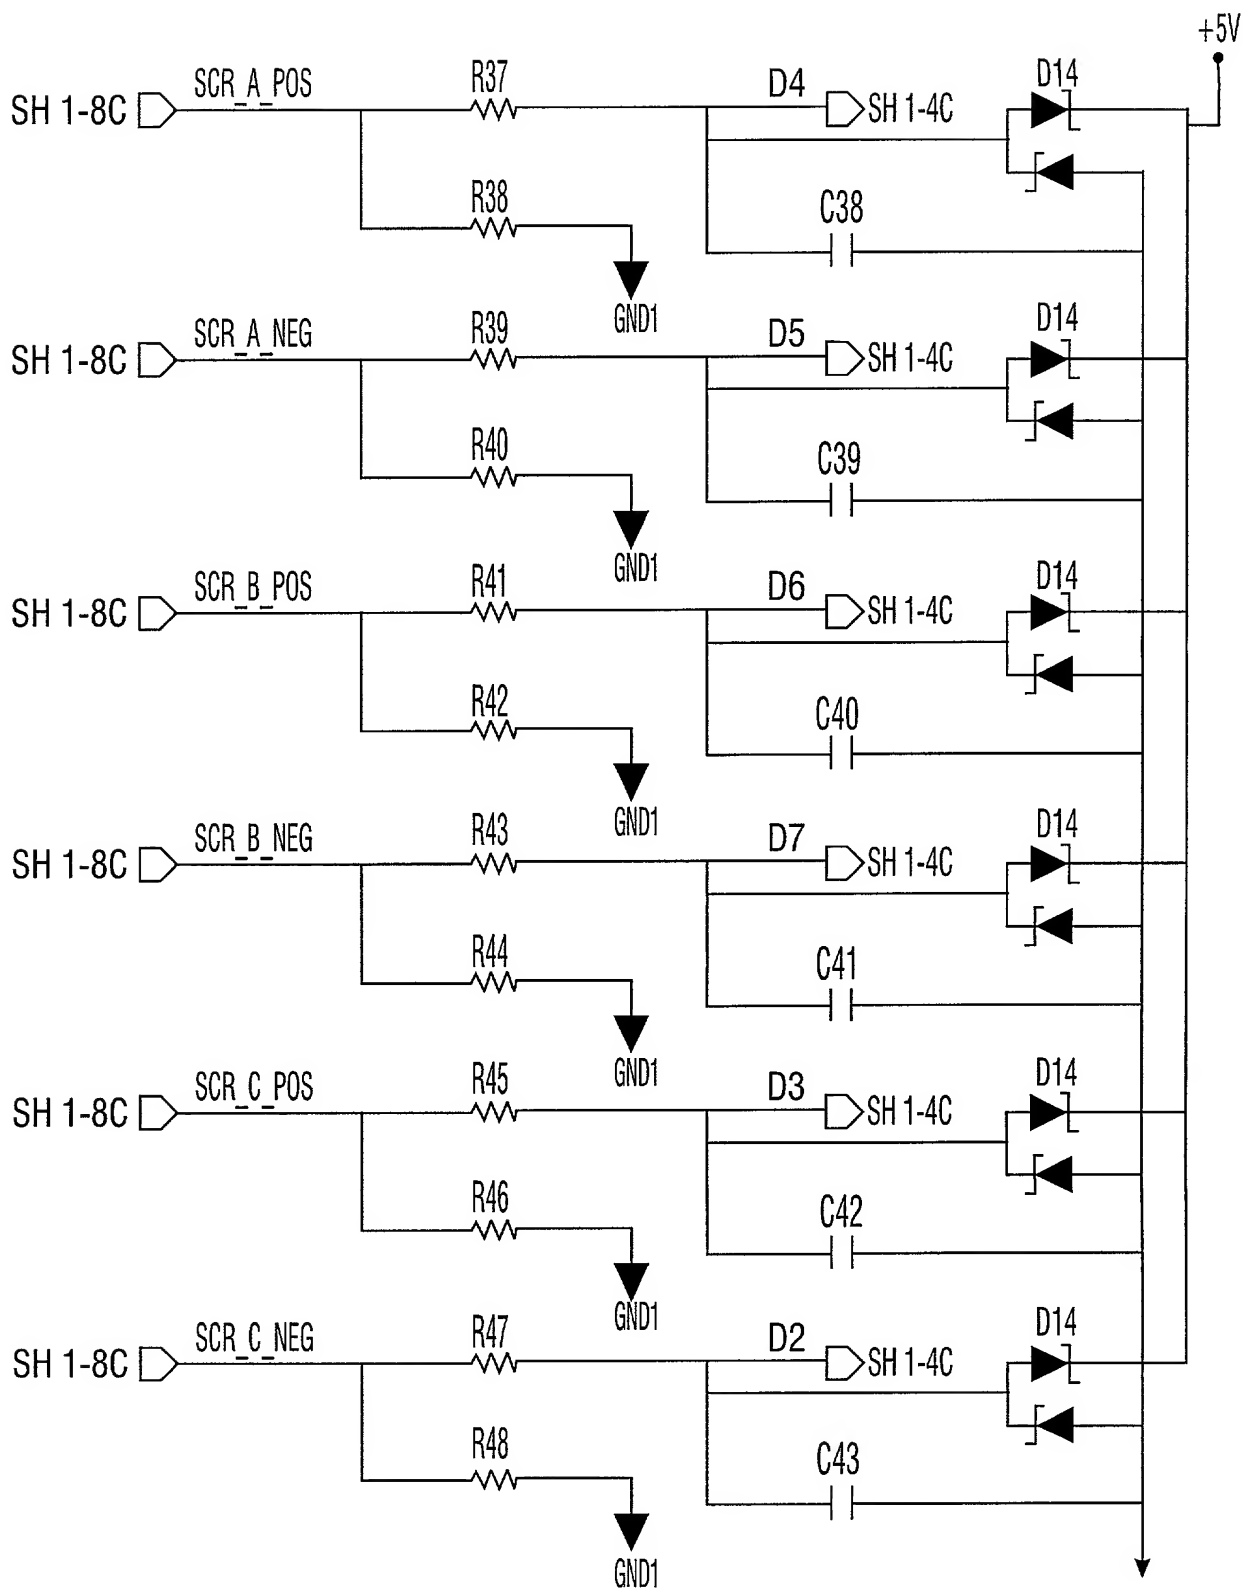 +5V
SCR_A_POS R37 D4 D14
SH 1-8C SH 1-4C
R38 C38
GND1
SCR_A_NEG R39 D5 D14
SH 1-8C SH 1-4C
R40 C39
GND1
SCR_B_POS R41 D6 D14
SH 1-8C SH 1-4C
R42 C40
GND1
SCR_B_NEG R43 D7 D14
SH 1-8C SH 1-4C
R44 C41
GND1
SCR_C_POS R45 D3 D14
SH 1-8C SH 1-4C
R46 C42
GND1
SCR_C_NEG R47 D2 D14
SH 1-8C SH 1-4C
R48 C43
GND1